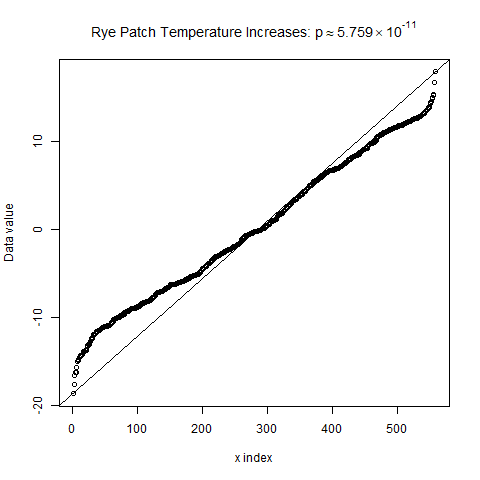 Rye Patch Temperature Increases: p ≈ 5.759 × 10⁻¹¹
10
0
-10
-20
Data value
0 100 200 300 400 500
x index